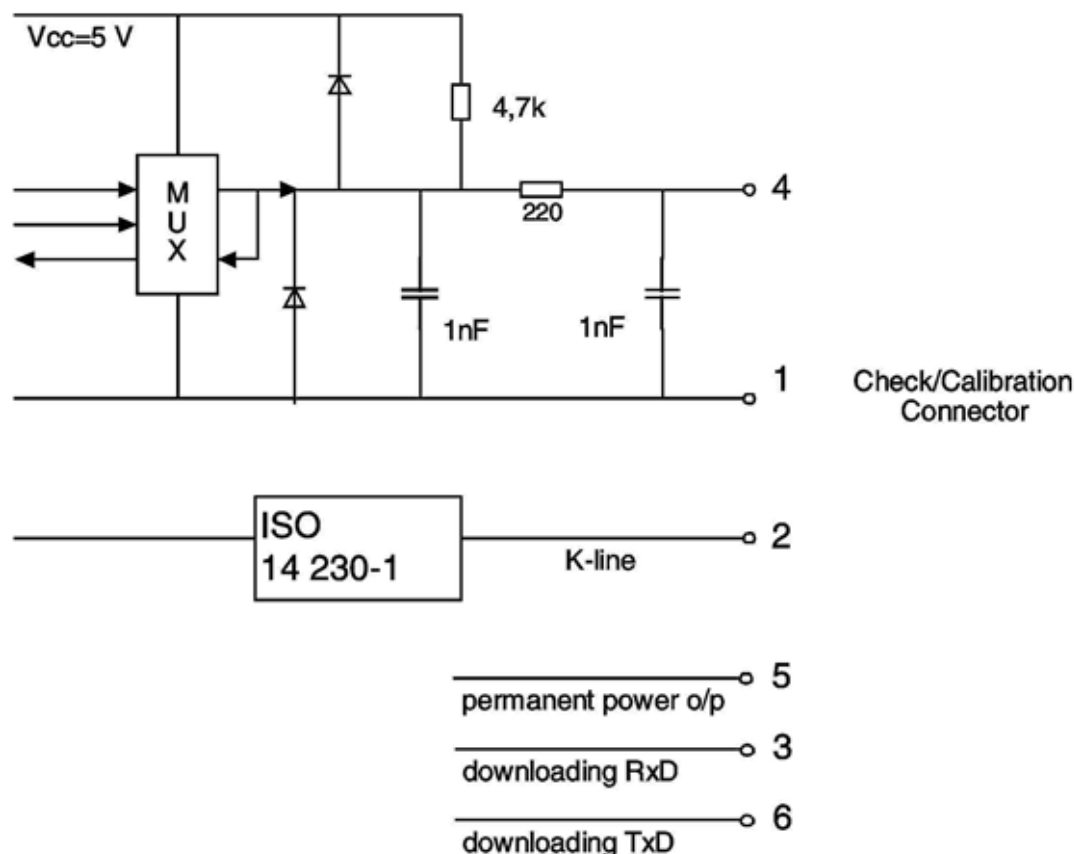 Vcc=5 V
4,7k
M
U
X
4
220
1nF
1nF
1
Check/Calibration
Connector
ISO
14 230-1
2
K-line
5
permanent power o/p
3
downloading RxD
6
downloading TxD